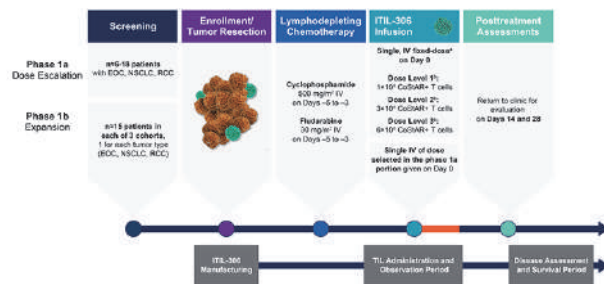 Screening
Enrollment/
Tumor Resection
Lymphodepleting
Chemotherapy
ITIL-306
Infusion
Posttreatment
Assessments
Phase 1a
Dose Escalation
n=6-18 patients
with EOC, NSCLC, RCC
Phase 1b
Expansion
n=15 patients in
each of 3 cohorts,
1 for each tumor type
(EOC, NSCLC, RCC)
Cyclophosphamide
500 mg/m² IV
on Days –5 to –3
Fludarabine
30 mg/m² IV
on Days –5 to –3
Single, IV fixed-doseᵃ
on Day 0
Dose Level 1ᵇ:
1×10⁹ CoStAR+ T cells
Dose Level 2ᵇ:
3×10⁹ CoStAR+ T cells
Dose Level 3ᵇ:
6×10⁹ CoStAR+ T cells
Single IV of dose
selected in the phase 1a
portion given on Day 0
Return to clinic for
evaluation
on Days 14 and 28
ITIL-306
Manufacturing
TIL Administration and
Observation Period
Disease Assessment
and Survival Period